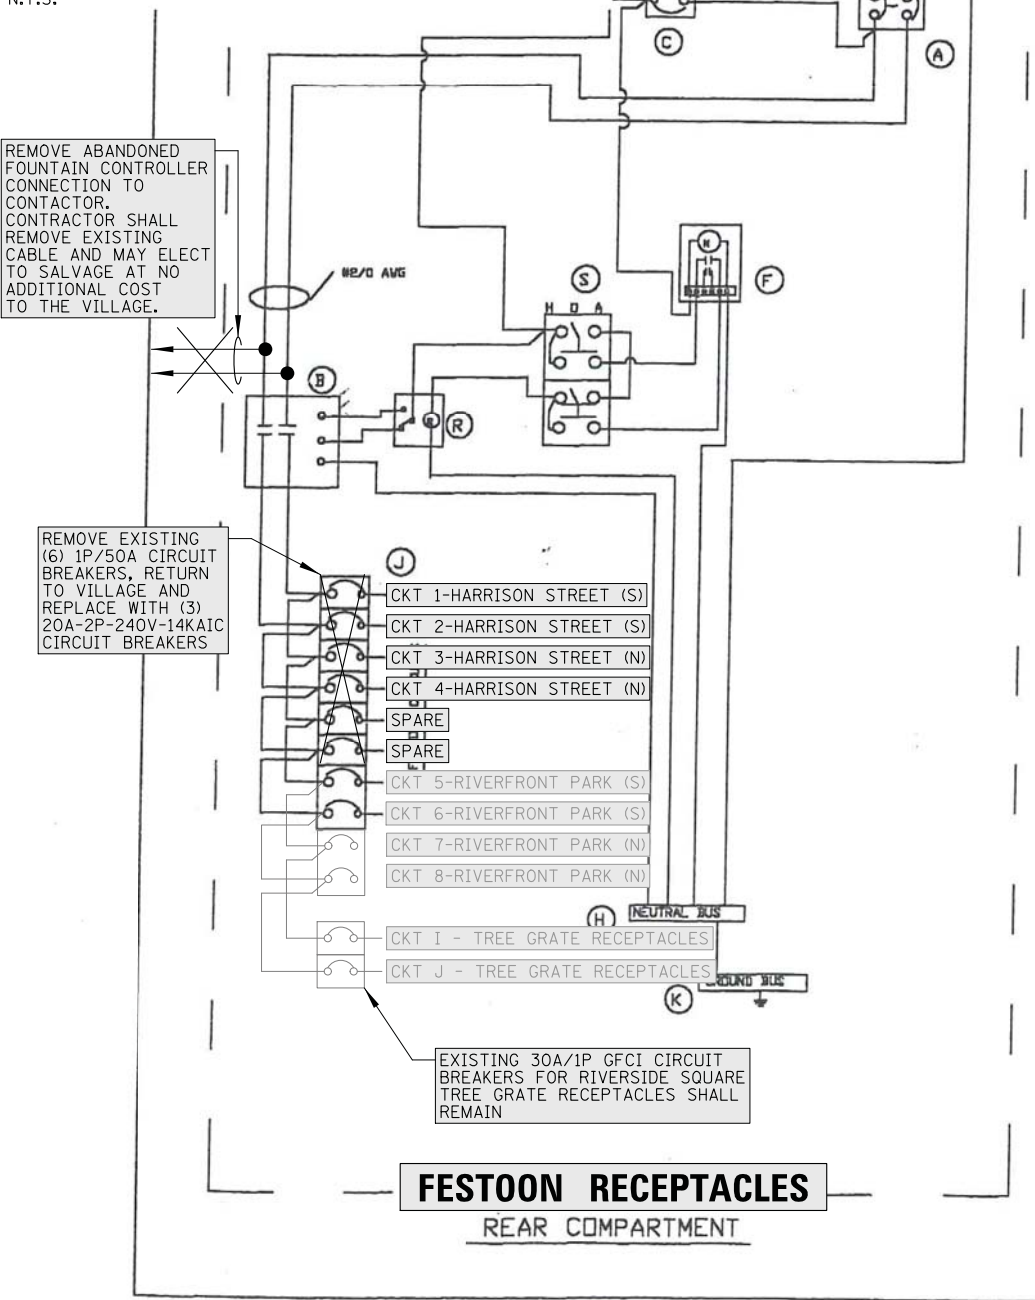 N.T.S.
C
A
REMOVE ABANDONED
FOUNTAIN CONTROLLER
CONNECTION TO
CONTACTOR.
CONTRACTOR SHALL
REMOVE EXISTING
CABLE AND MAY ELECT
TO SALVAGE AT NO
ADDITIONAL COST
TO THE VILLAGE.
#2/0 AWG
S
H O A
M
F
B
R
R
REMOVE EXISTING
(6) 1P/50A CIRCUIT
BREAKERS, RETURN
TO VILLAGE AND
REPLACE WITH (3)
20A-2P-240V-14KAIC
CIRCUIT BREAKERS
J
CKT 1-HARRISON STREET (S)
CKT 2-HARRISON STREET (S)
CKT 3-HARRISON STREET (N)
CKT 4-HARRISON STREET (N)
SPARE
SPARE
CKT 5-RIVERFRONT PARK (S)
CKT 6-RIVERFRONT PARK (S)
CKT 7-RIVERFRONT PARK (N)
CKT 8-RIVERFRONT PARK (N)
H
NEUTRAL BUS
CKT I - TREE GRATE RECEPTACLES
CKT J - TREE GRATE RECEPTACLES
GROUND BUS
K
EXISTING 30A/1P GFCI CIRCUIT
BREAKERS FOR RIVERSIDE SQUARE
TREE GRATE RECEPTACLES SHALL
REMAIN
FESTOON RECEPTACLES
REAR COMPARTMENT